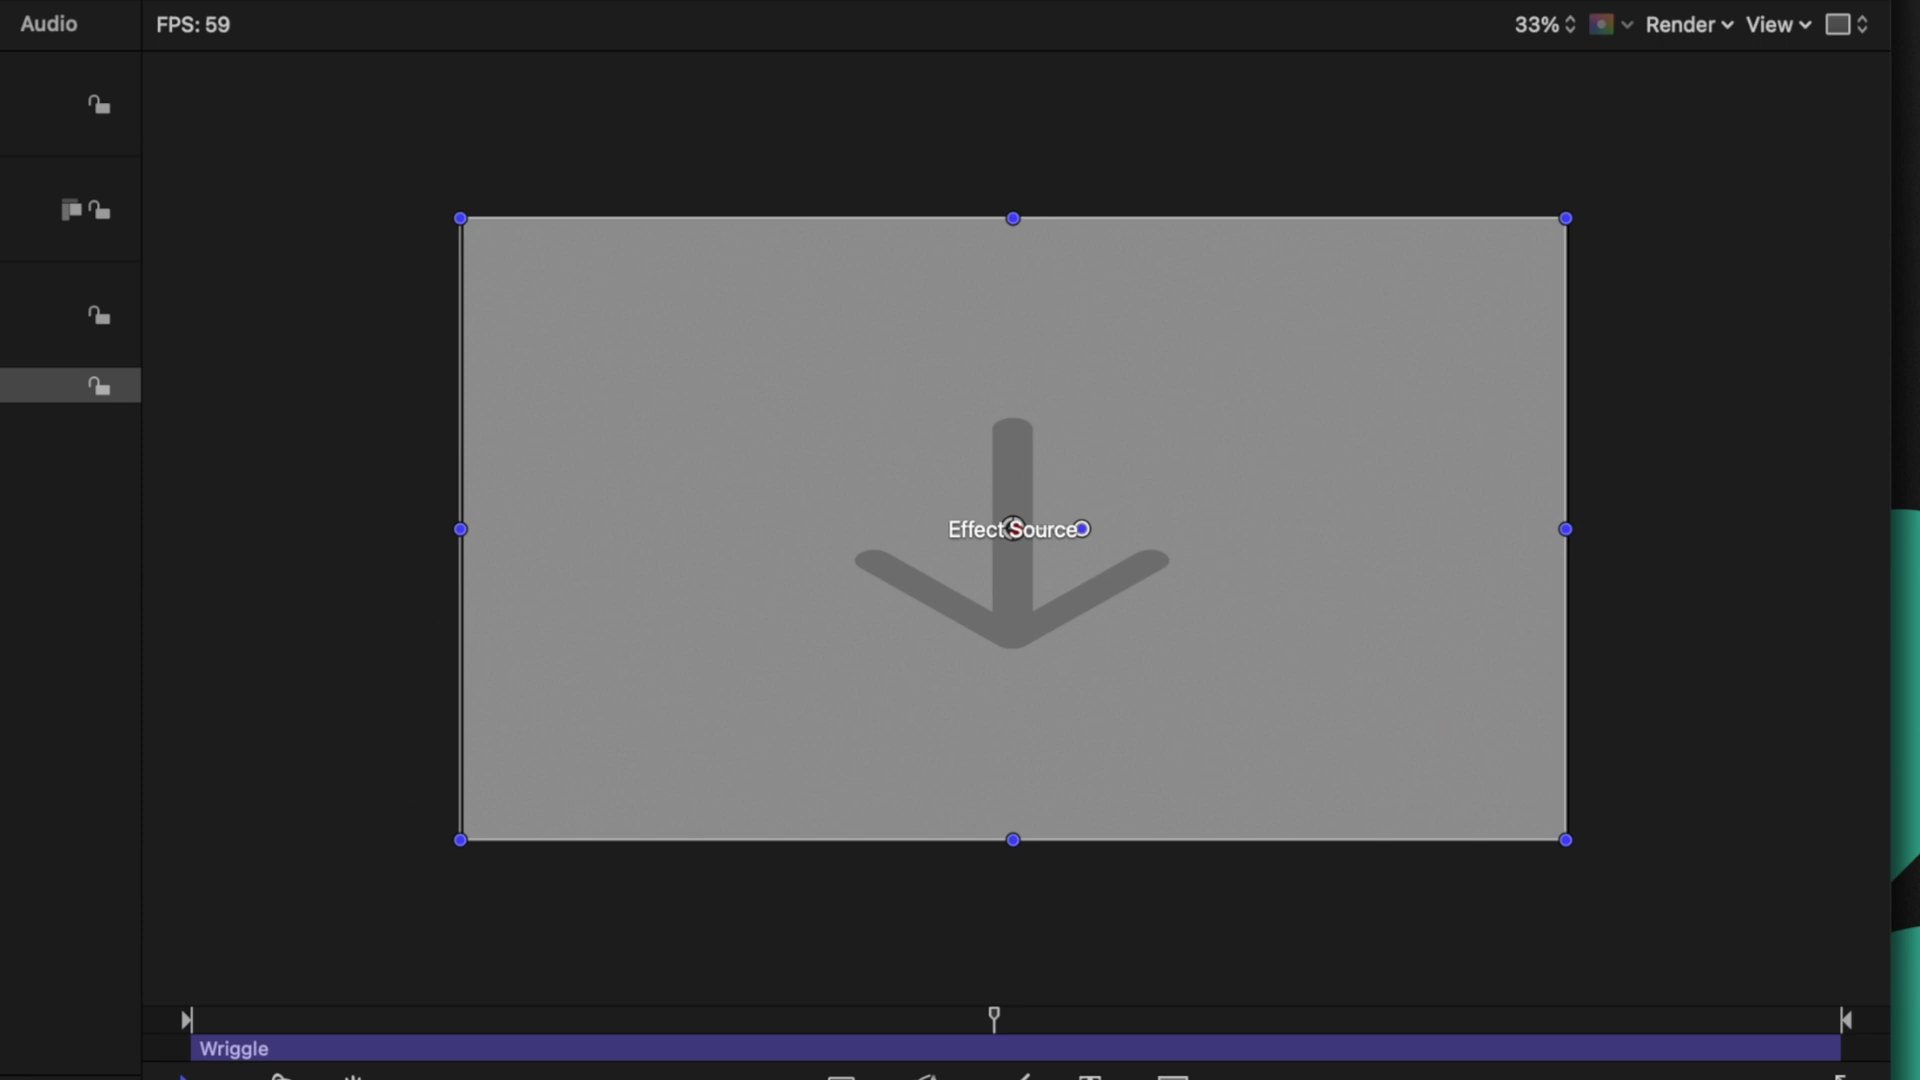 Audio
FPS: 59
33%
Render
View
Effect Source
Wriggle